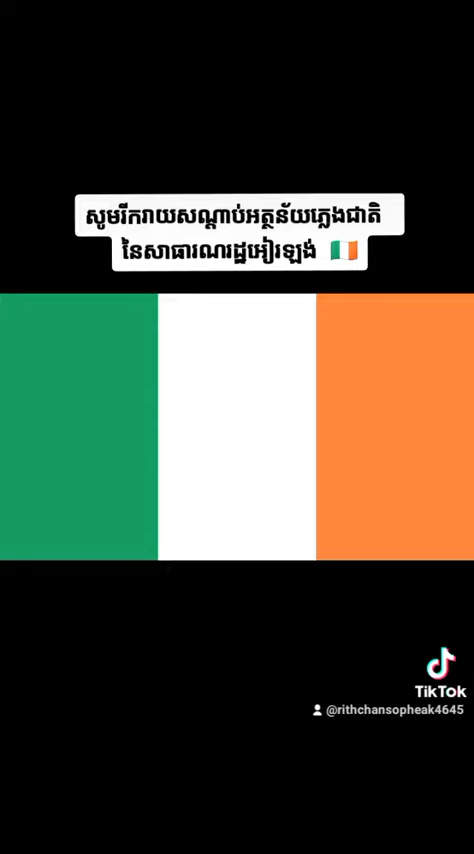 សូមរីករាយសណ្តាប់អត្ថន័យភ្លេងជាតិ
នៃសាធារណរដ្ឋអៀរឡង់ 🇮🇪
TikTok
@rithchansopheak4645